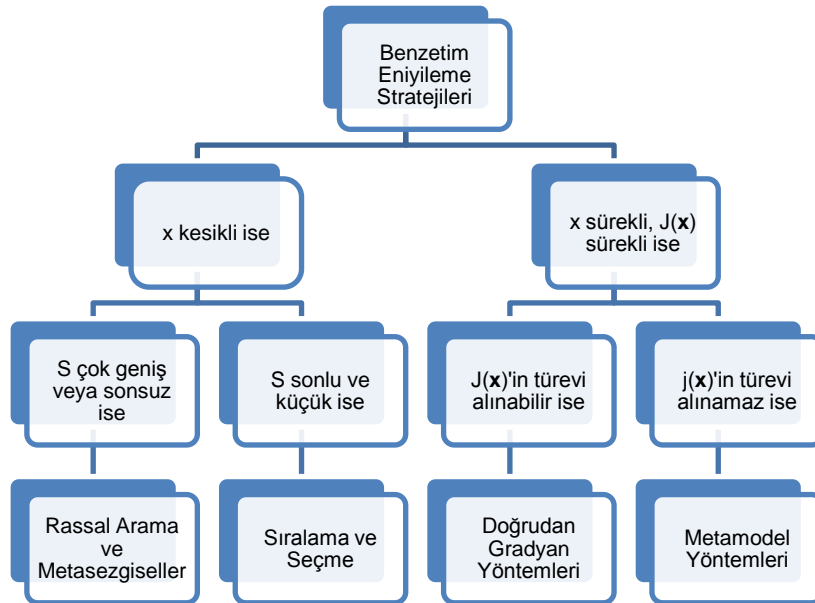 Benzetim
Eniyileme
Stratejileri
x kesikli ise
x sürekli, J(x)
sürekli ise
S çok geniş
veya sonsuz
ise
S sonlu ve
küçük ise
J(x)'in türevi
alınabilir ise
j(x)'in türevi
alınamaz ise
Rassal Arama
ve
Metasezgiseller
Sıralama ve
Seçme
Doğrudan
Gradyan
Yöntemleri
Metamodel
Yöntemleri